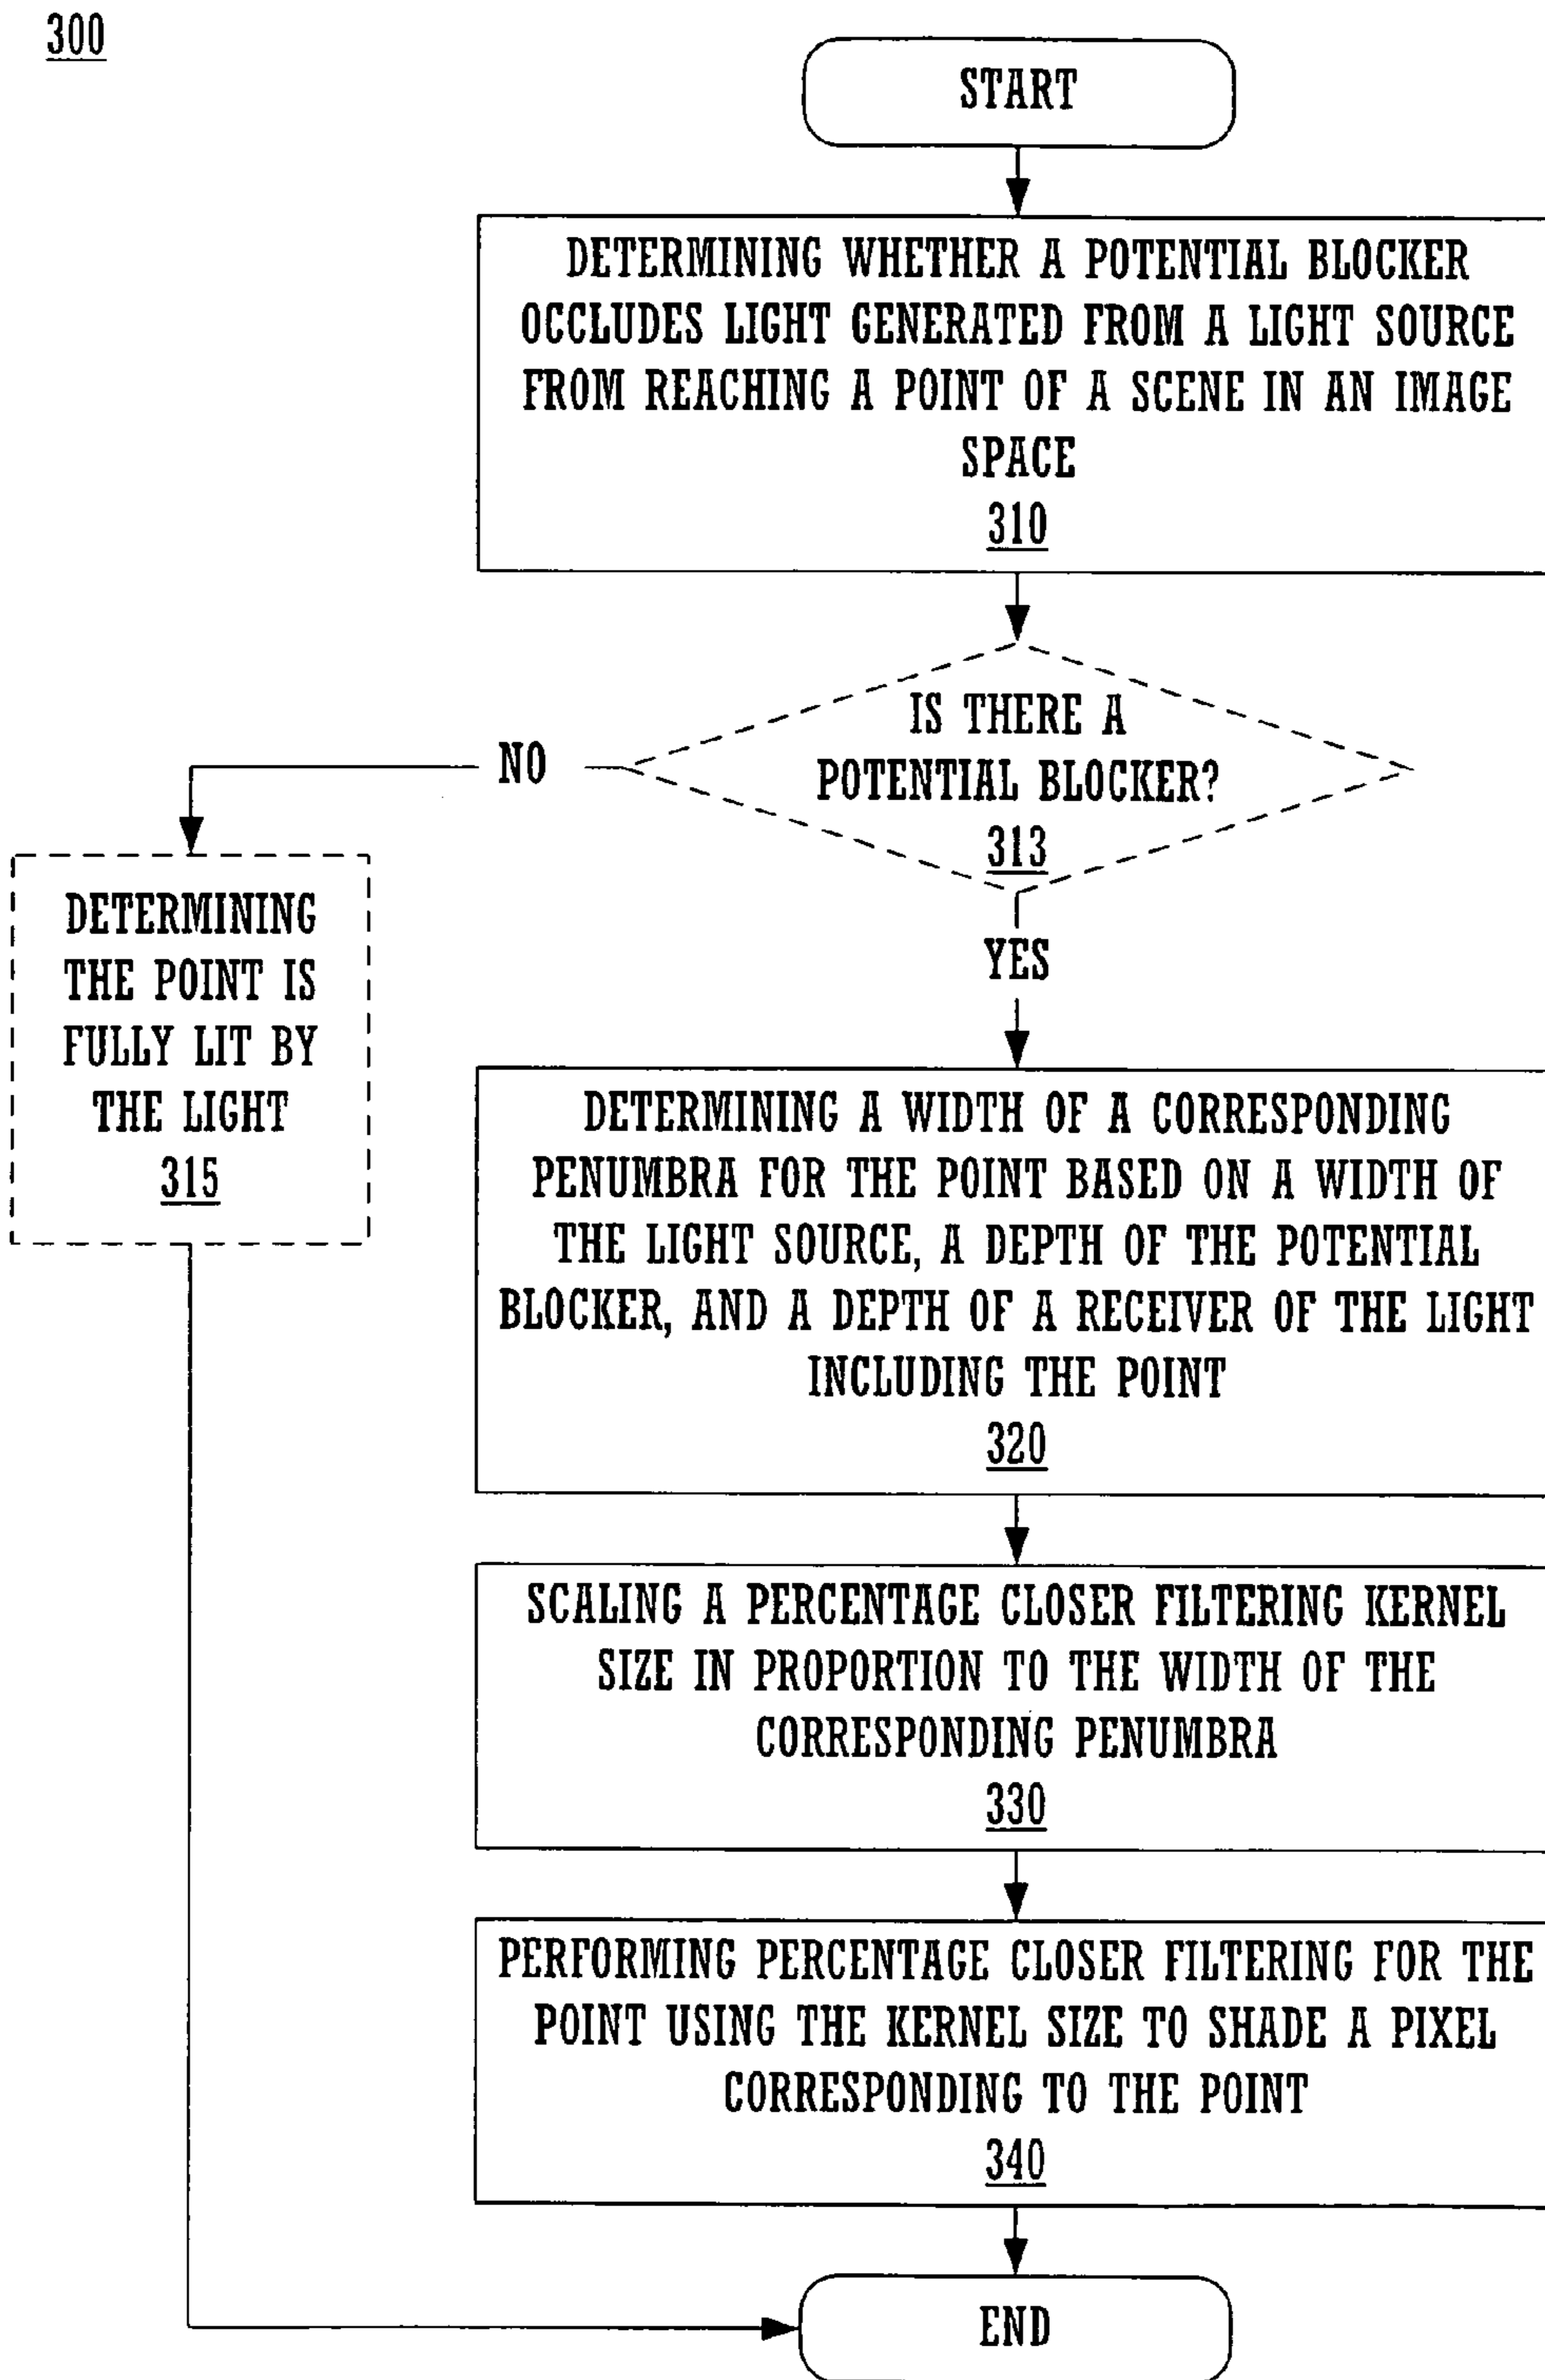 300
START
DETERMINING WHETHER A POTENTIAL BLOCKER
OCCLUDES LIGHT GENERATED FROM A LIGHT SOURCE
FROM REACHING A POINT OF A SCENE IN AN IMAGE
SPACE
310
IS THERE A
POTENTIAL BLOCKER?
313
NO
YES
DETERMINING
THE POINT IS
FULLY LIT BY
THE LIGHT
315
DETERMINING A WIDTH OF A CORRESPONDING
PENUMBRA FOR THE POINT BASED ON A WIDTH OF
THE LIGHT SOURCE, A DEPTH OF THE POTENTIAL
BLOCKER, AND A DEPTH OF A RECEIVER OF THE LIGHT
INCLUDING THE POINT
320
SCALING A PERCENTAGE CLOSER FILTERING KERNEL
SIZE IN PROPORTION TO THE WIDTH OF THE
CORRESPONDING PENUMBRA
330
PERFORMING PERCENTAGE CLOSER FILTERING FOR THE
POINT USING THE KERNEL SIZE TO SHADE A PIXEL
CORRESPONDING TO THE POINT
340
END